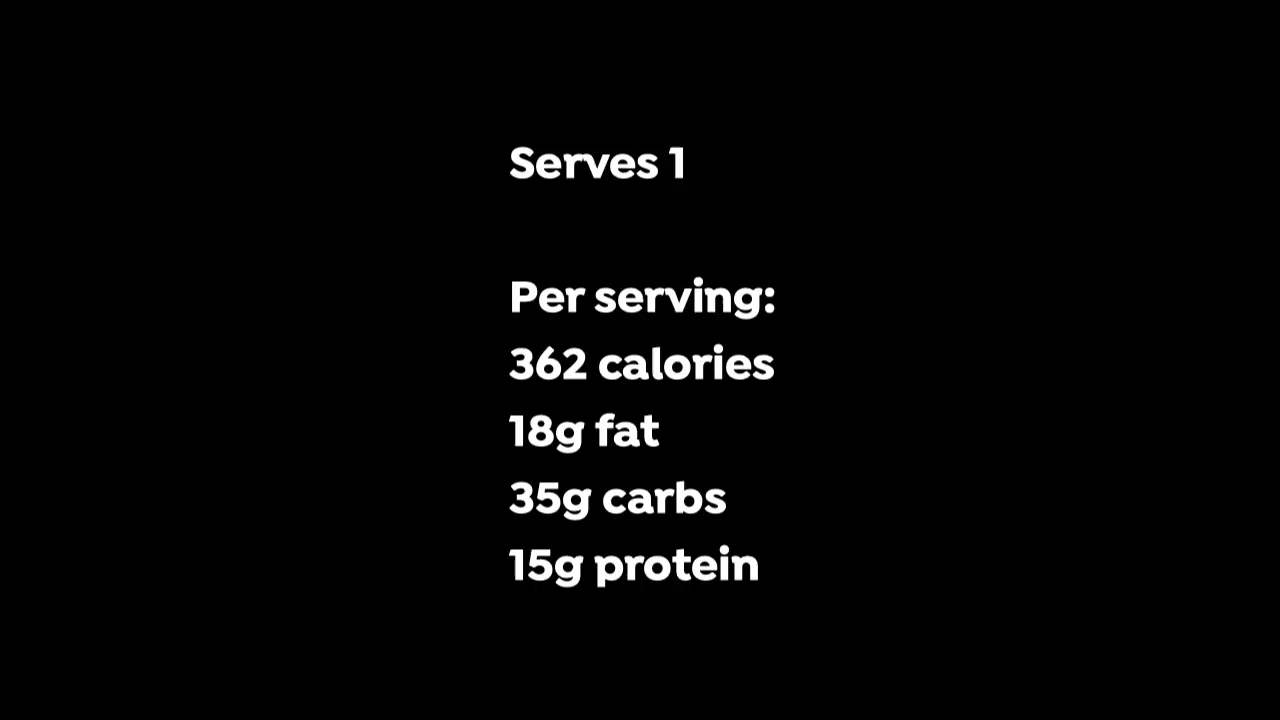 Serves 1
Per serving:
362 calories
18g fat
35g carbs
15g protein